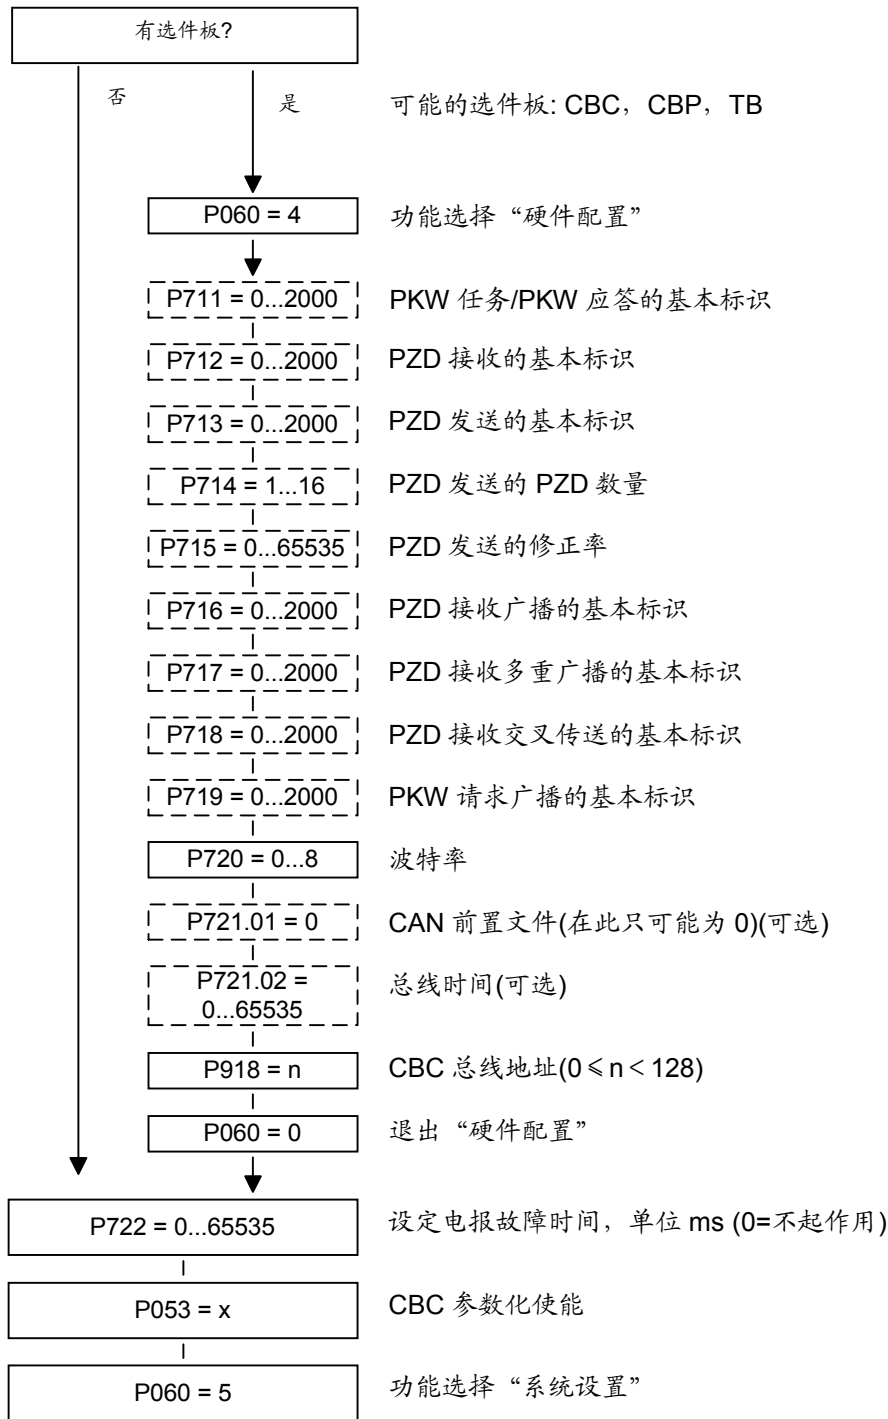 有选件板?
否
是
可能的选件板: CBC，CBP，TB
P060 = 4
功能选择“硬件配置”
P711 = 0...2000
PKW 任务/PKW 应答的基本标识
P712 = 0...2000
PZD 接收的基本标识
P713 = 0...2000
PZD 发送的基本标识
P714 = 1...16
PZD 发送的 PZD 数量
P715 = 0...65535
PZD 发送的修正率
P716 = 0...2000
PZD 接收广播的基本标识
P717 = 0...2000
PZD 接收多重广播的基本标识
P718 = 0...2000
PZD 接收交叉传送的基本标识
P719 = 0...2000
PKW 请求广播的基本标识
P720 = 0...8
波特率
P721.01 = 0
CAN 前置文件(在此只可能为 0)(可选)
P721.02 =
0...65535
总线时间(可选)
P918 = n
CBC 总线地址(0≤n＜128)
P060 = 0
退出“硬件配置”
P722 = 0...65535
设定电报故障时间，单位 ms (0=不起作用)
P053 = x
CBC 参数化使能
P060 = 5
功能选择“系统设置”